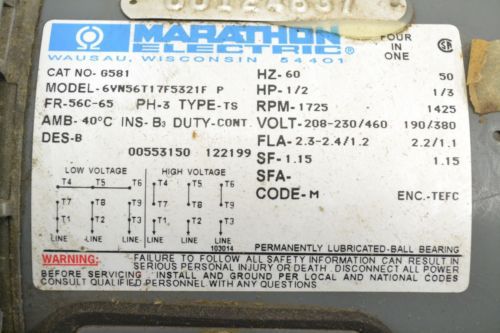 MARATHON
ELECTRIC®
WAUSAU, WISCONSIN 54401
FOUR
IN ONE
CAT NO- G581
MODEL- 6VN56T17F5321F P
FR-56C-65 PH-3 TYPE-TS
AMB-40°C INS-B3 DUTY-CONT.
DES-B
00553150 122199
HZ-60 50
HP-1/2 1/3
RPM-1725 1425
VOLT-208-230/460 190/380
FLA-2.3-2.4/1.2 2.2/1.1
SF-1.15 1.15
SFA-
CODE-M ENC.-TEFC
LOW VOLTAGE HIGH VOLTAGE
T4 T5 T6 T4 T5 T6
T7 T8 T9 T7 T8 T9
T1 T2 T3 T1 T2 T3
LINE LINE LINE LINE
103014
PERMANENTLY LUBRICATED-BALL BEARING
WARNING: FAILURE TO FOLLOW ALL SAFETY INFORMATION CAN RESULT IN
SERIOUS PERSONAL INJURY OR DEATH. DISCONNECT ALL POWER
BEFORE SERVICING. INSTALL AND GROUND PER LOCAL AND NATIONAL CODES
CONSULT QUALIFIED PERSONNEL WITH ANY QUESTIONS